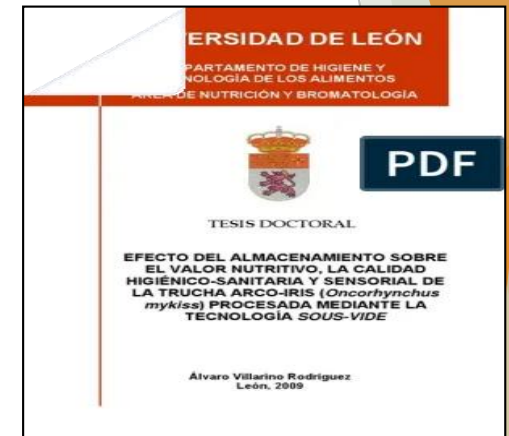 ERSIDAD DE LEÓN
PARTAMENTO DE HIGIENE Y
NOLOGÍA DE LOS ALIMENTOS
DE NUTRICIÓN Y BROMATOLOGÍA
PDF
TESIS DOCTORAL
EFECTO DEL ALMACENAMIENTO SOBRE
EL VALOR NUTRITIVO, LA CALIDAD
HIGIÉNICO-SANITARIA Y SENSORIAL DE
LA TRUCHA ARCO-IRIS (Oncorhynchus
mykiss) PROCESADA MEDIANTE LA
TECNOLOGÍA SOUS-VIDE
Álvaro Villarino Rodríguez
León, 2009